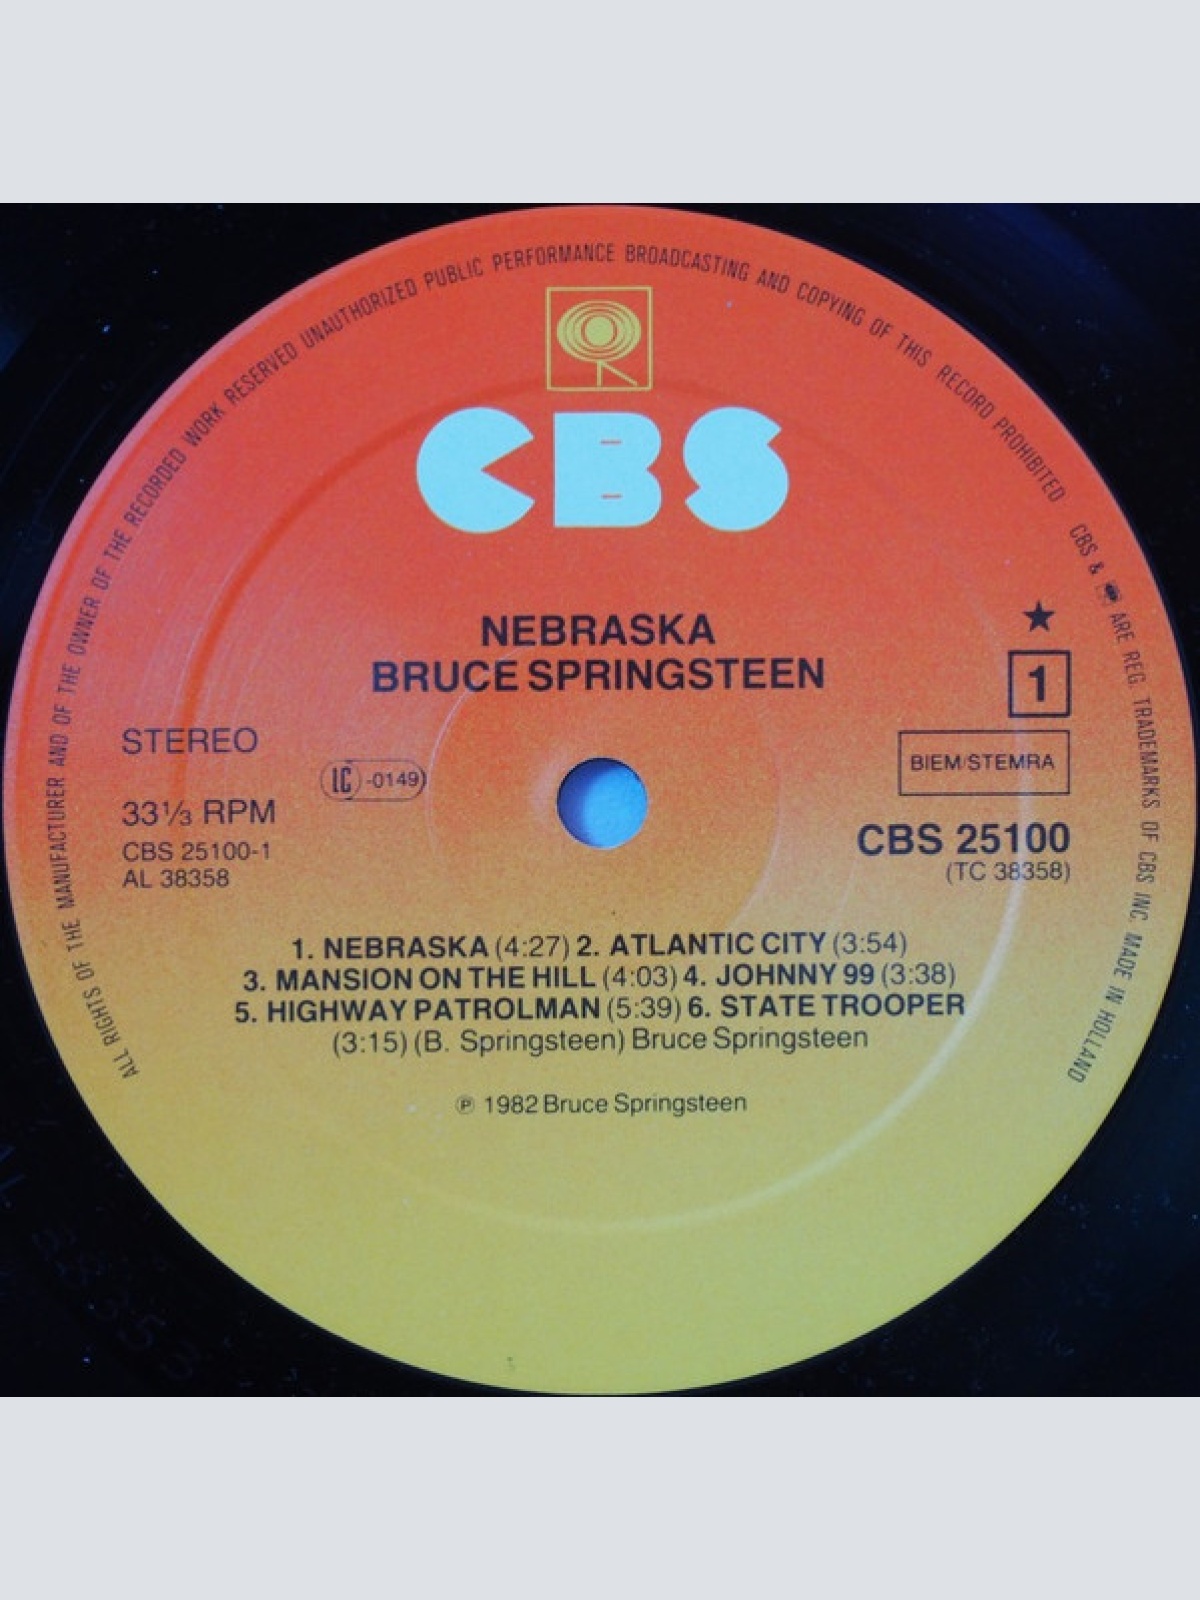 ALL RIGHTS OF THE MANUFACTURER AND OF THE OWNER OF THE RECORDED WORK RESERVED UNAUTHORIZED PUBLIC PERFORMANCE BROADCASTING AND COPYING OF THIS RECORD PROHIBITED CBS & ARE REG. TRADEMARKS OF CBS INC. MADE IN HOLLAND
CBS
NEBRASKA
BRUCE SPRINGSTEEN
★
1
STEREO
BIEM/STEMRA
LC -0149
33⅓ RPM
CBS 25100-1
AL 38358
CBS 25100
(TC 38358)
1. NEBRASKA (4:27) 2. ATLANTIC CITY (3:54)
3. MANSION ON THE HILL (4:03) 4. JOHNNY 99 (3:38)
5. HIGHWAY PATROLMAN (5:39) 6. STATE TROOPER
(3:15) (B. Springsteen) Bruce Springsteen
℗ 1982 Bruce Springsteen